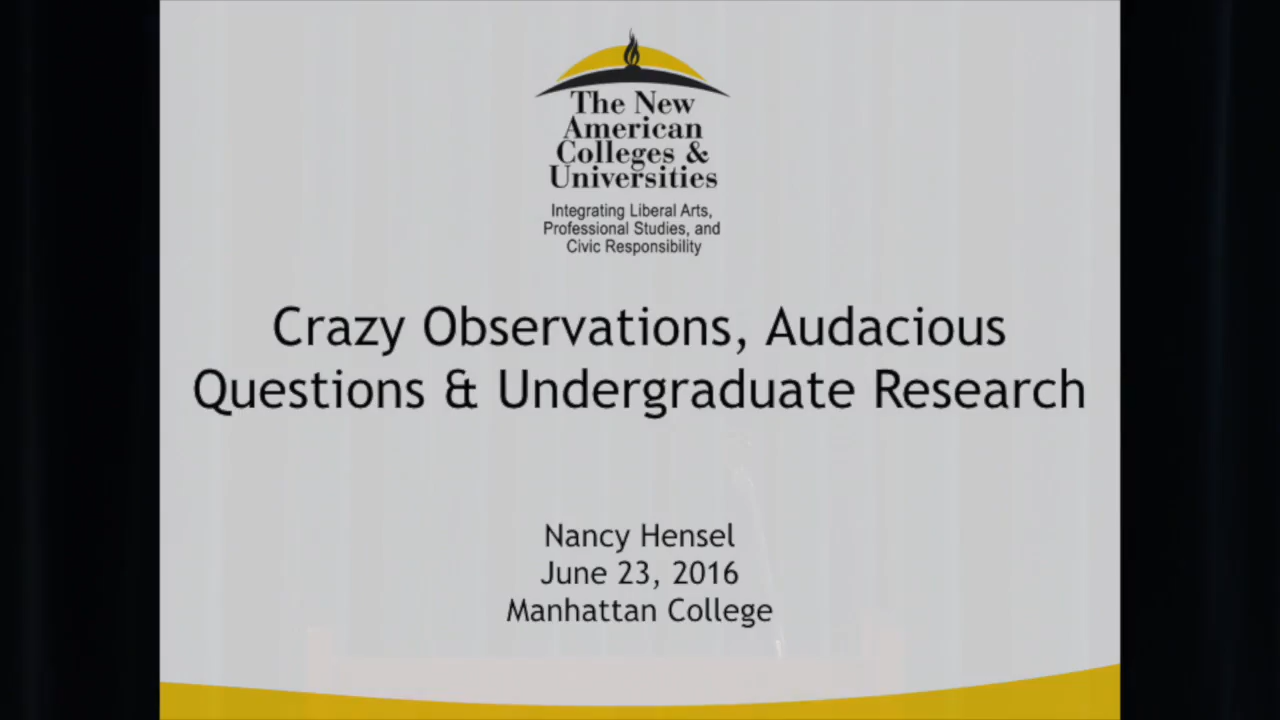 The New
American
Colleges &
Universities
Integrating Liberal Arts,
Professional Studies, and
Civic Responsibility
Crazy Observations, Audacious
Questions & Undergraduate Research
Nancy Hensel
June 23, 2016
Manhattan College